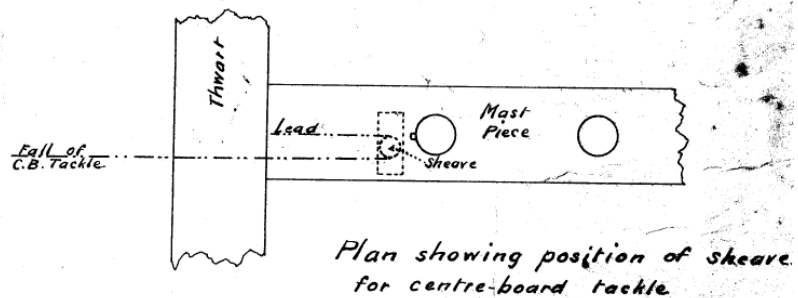 Thwart
Lead
Mast
Piece
Fall of
C.B. Tackle
Sheave
Plan showing position of sheave
for centre-board tackle